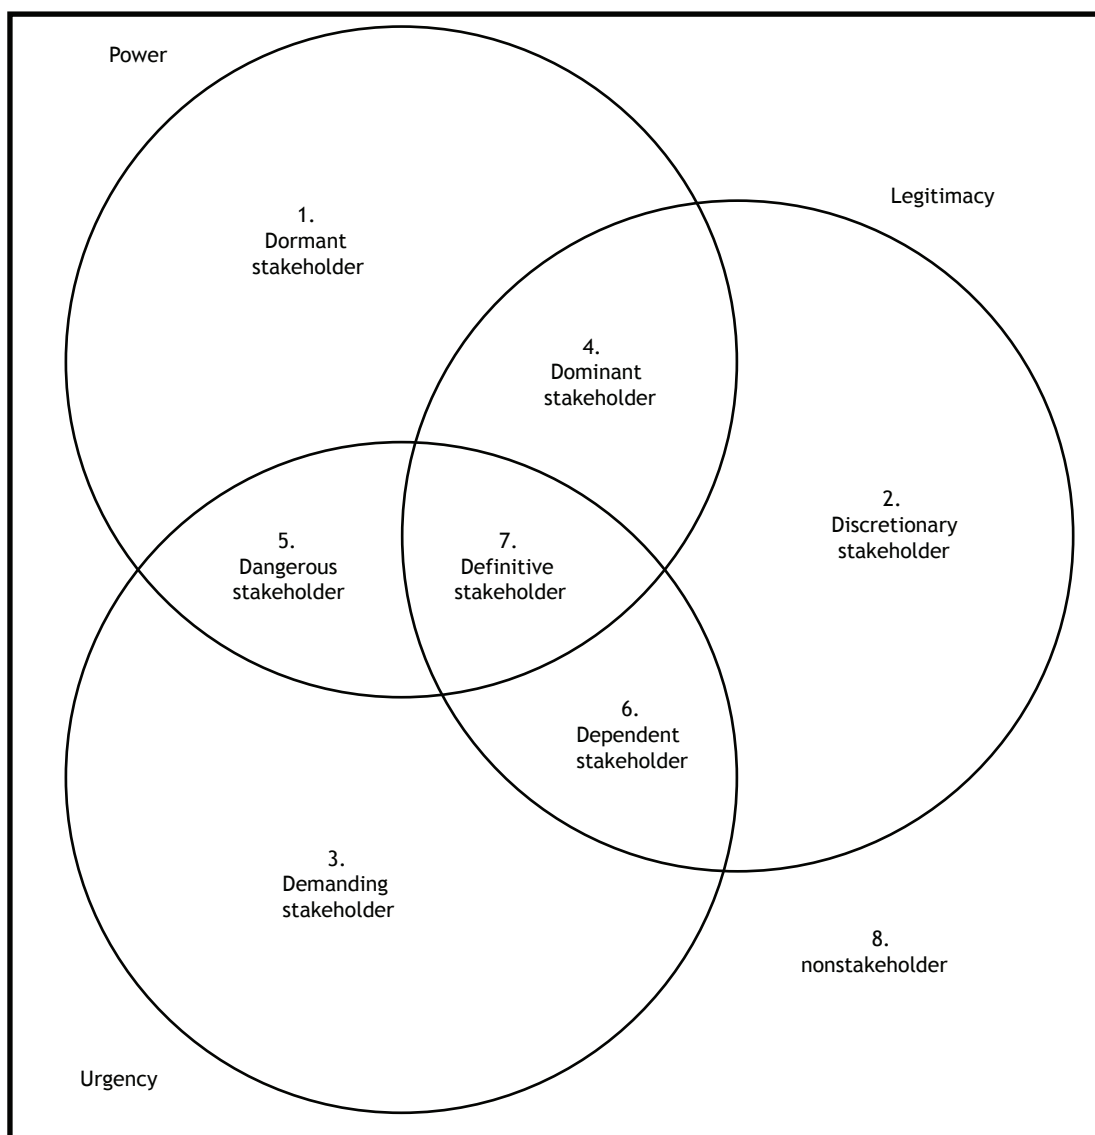 Power
Legitimacy
1.
Dormant
stakeholder
4.
Dominant
stakeholder
2.
Discretionary
stakeholder
5.
Dangerous
stakeholder
7.
Definitive
stakeholder
6.
Dependent
stakeholder
3.
Demanding
stakeholder
8.
nonstakeholder
Urgency